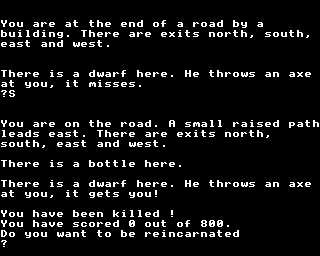 You are at the end of a road by a
building. There are exits north, south,
east and west.
There is a dwarf here. He throws an axe
at you, it misses.
?S
You are on the road. A small raised path
leads east. There are exits north,
south, east and west.
There is a bottle here.
There is a dwarf here. He throws an axe
at you, it gets you!
You have been killed !
You have scored 0 out of 800.
Do you want to be reincarnated
?